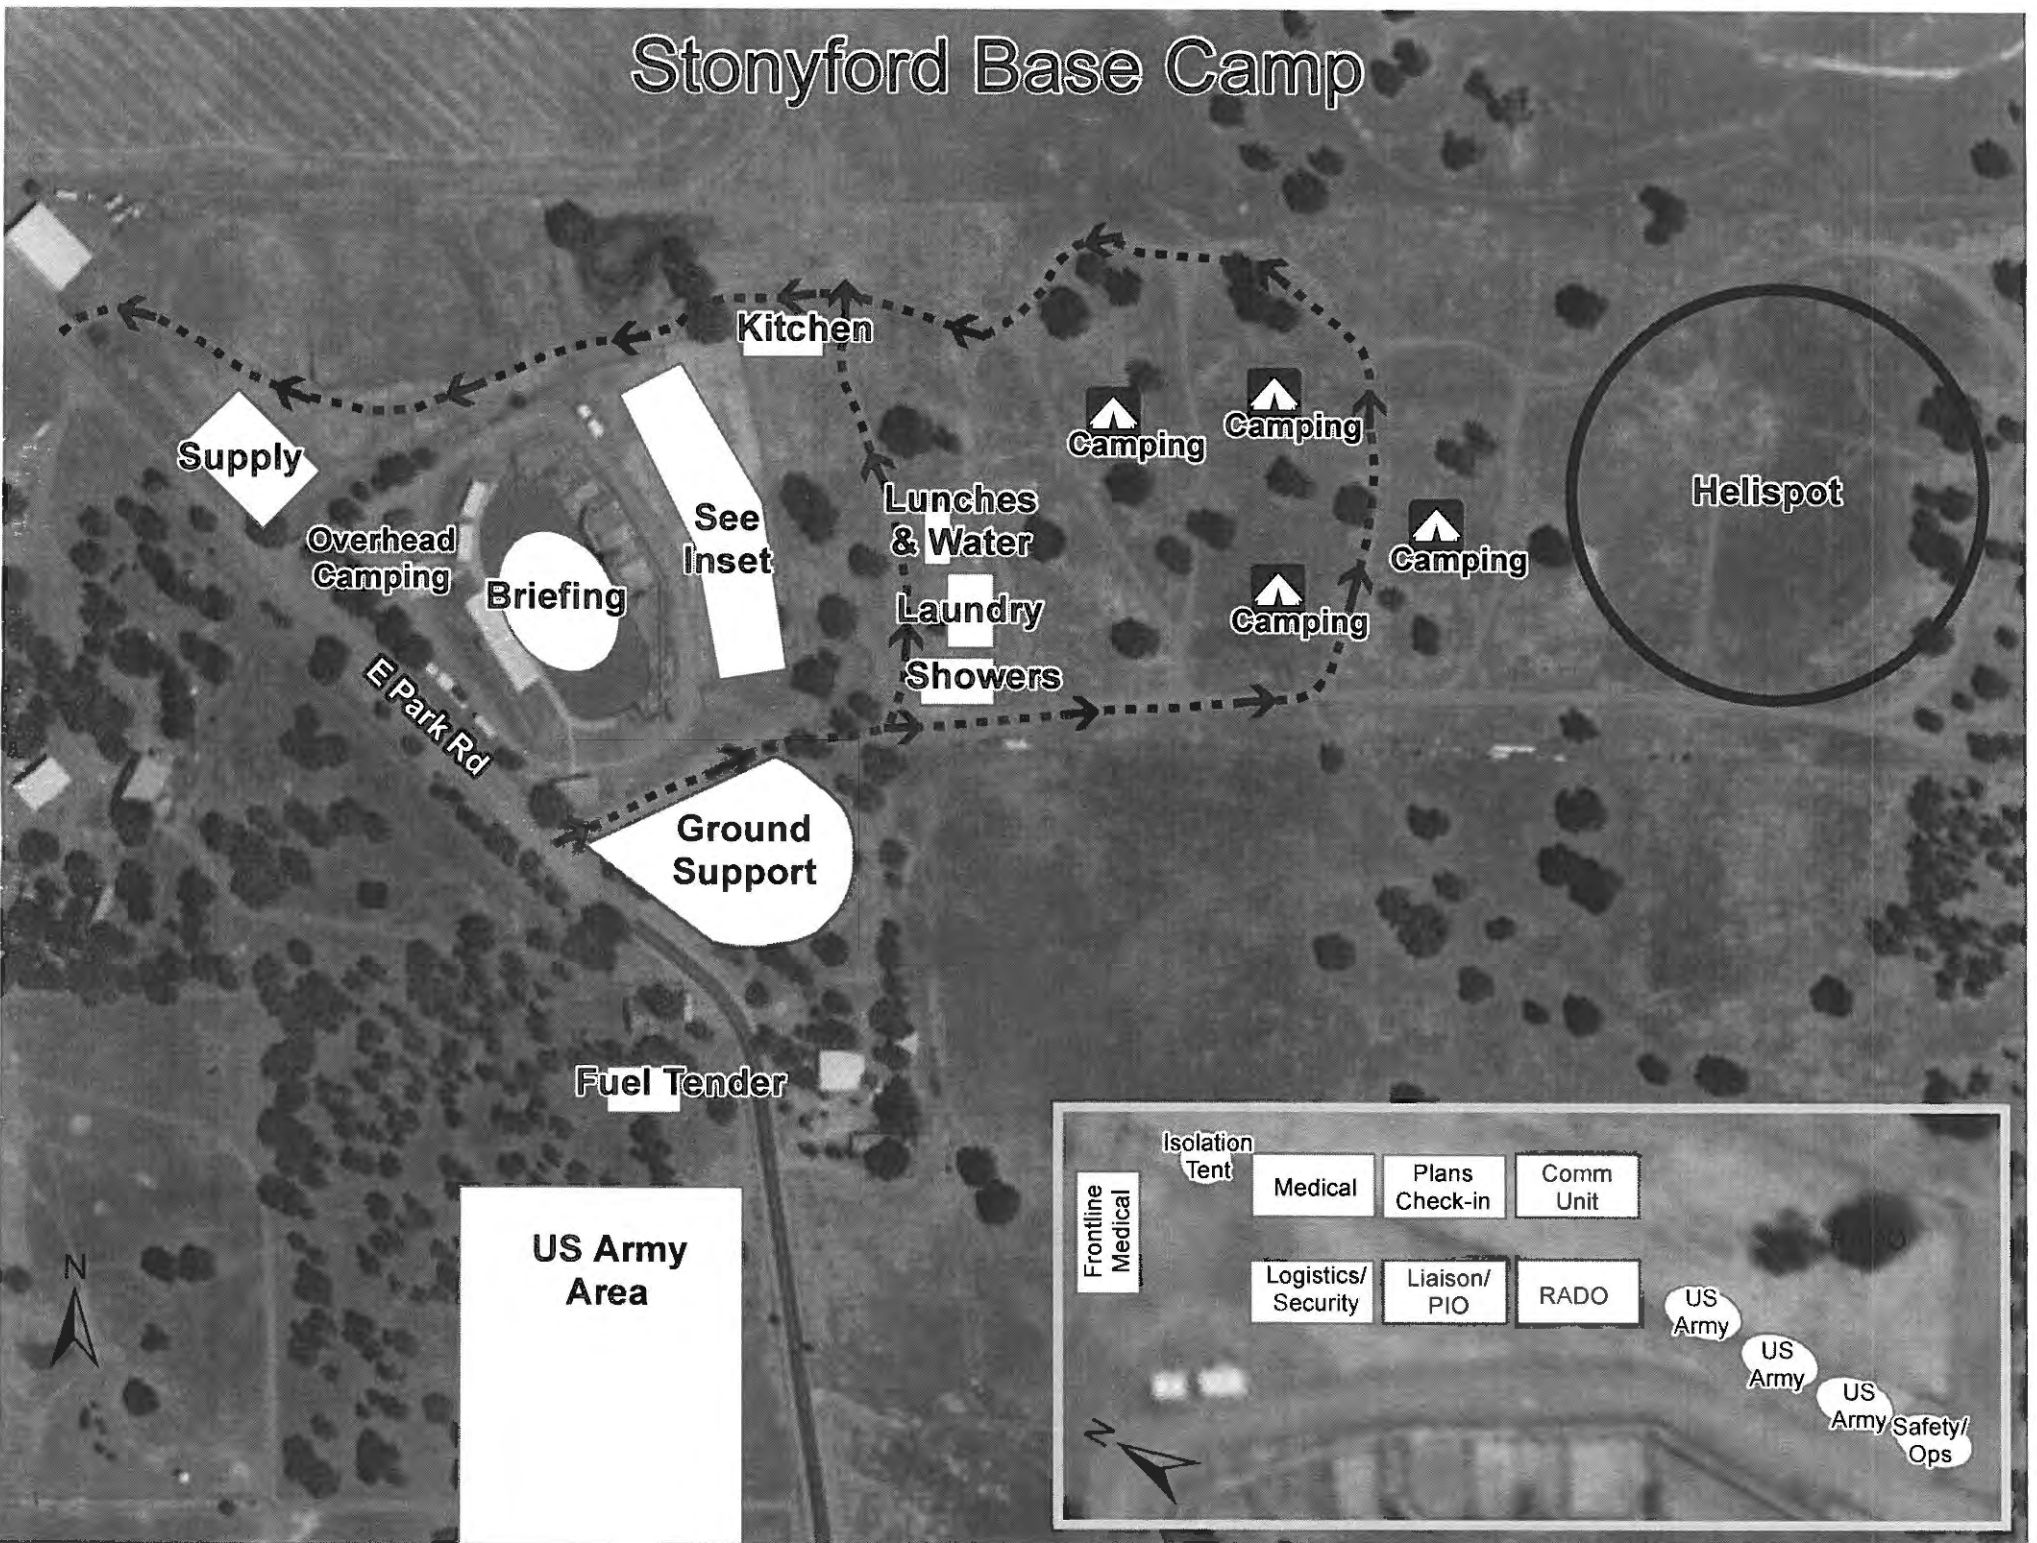 Stonyford Base Camp
Kitchen
Supply
Overhead
Camping
Briefing
See
Inset
Lunches
& Water
Laundry
Showers
Camping
Camping
Camping
Camping
Helispot
E Park Rd
Ground
Support
Fuel Tender
US Army
Area
N
Isolation
Tent
Frontline
Medical
Medical
Plans
Check-in
Comm
Unit
Logistics/
Security
Liaison/
PIO
RADO
RADO
US
Army
US
Army
US
Army
Safety/
Ops
N